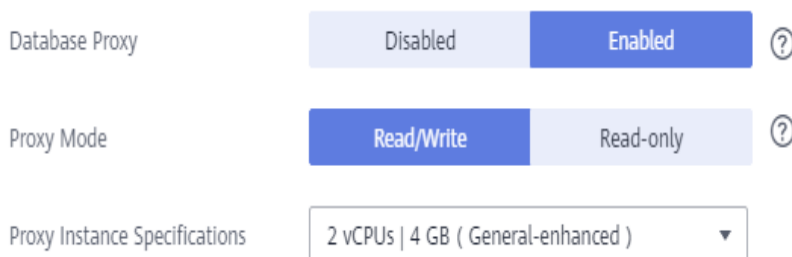 Database Proxy Disabled Enabled ?
Proxy Mode Read/Write Read-only ?
Proxy Instance Specifications 2 vCPUs | 4 GB ( General-enhanced )